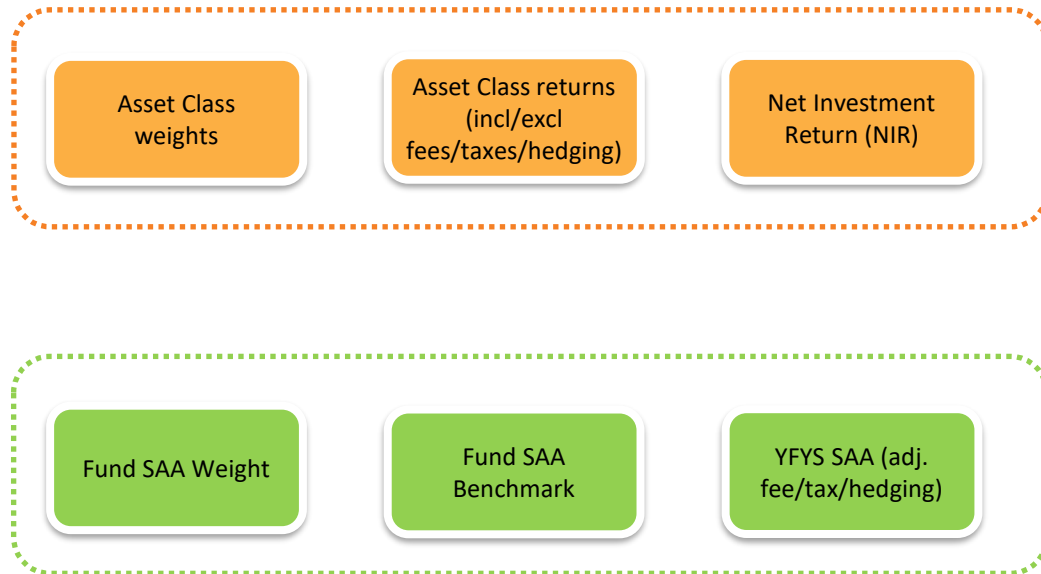 Asset Class
weights
Asset Class returns
(incl/excl
fees/taxes/hedging)
Net Investment
Return (NIR)
Fund SAA Weight
Fund SAA
Benchmark
YFYS SAA (adj.
fee/tax/hedging)